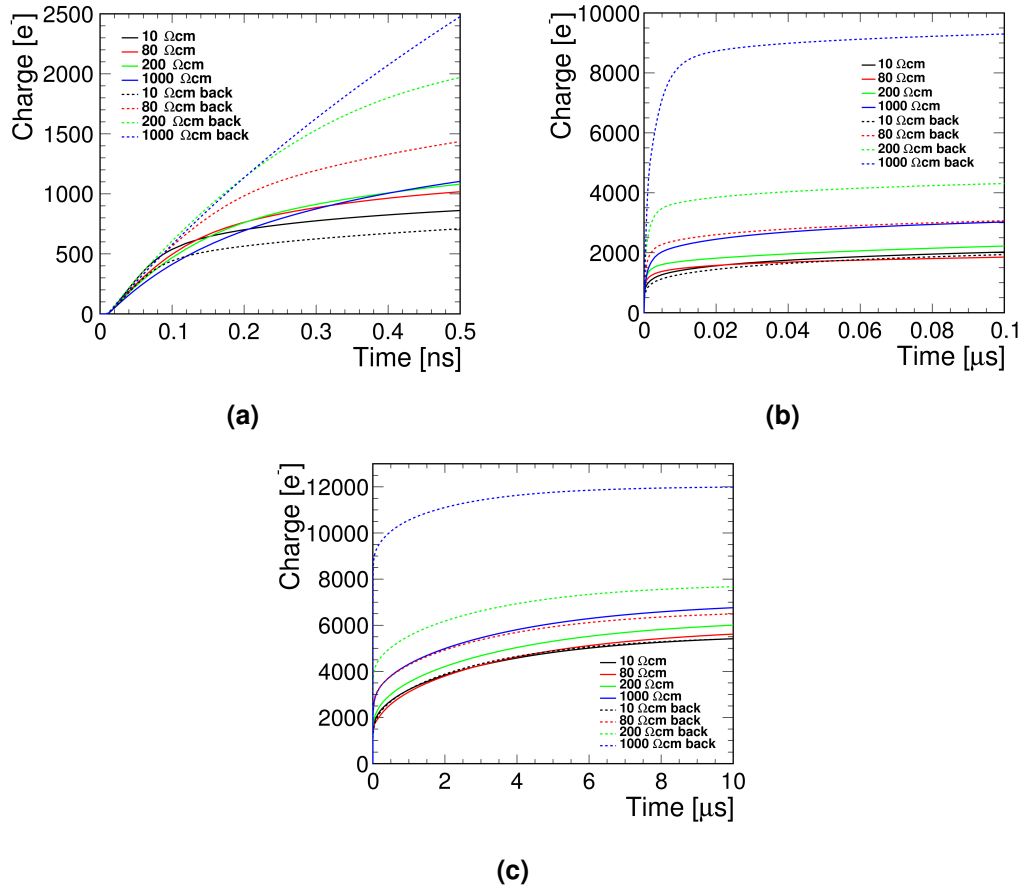 Charge [e-]
2500
2000
1500
1000
500
0
10 Ωcm
80 Ωcm
200 Ωcm
1000 Ωcm
10 Ωcm back
80 Ωcm back
200 Ωcm back
1000 Ωcm back
0 0.1 0.2 0.3 0.4 0.5
Time [ns]
(a)
Charge [e-]
10000
8000
6000
4000
2000
0
10 Ωcm
80 Ωcm
200 Ωcm
1000 Ωcm
10 Ωcm back
80 Ωcm back
200 Ωcm back
1000 Ωcm back
0 0.02 0.04 0.06 0.08 0.1
Time [μs]
(b)
Charge [e-]
12000
10000
8000
6000
4000
2000
0
10 Ωcm
80 Ωcm
200 Ωcm
1000 Ωcm
10 Ωcm back
80 Ωcm back
200 Ωcm back
1000 Ωcm back
0 2 4 6 8 10
Time [μs]
(c)